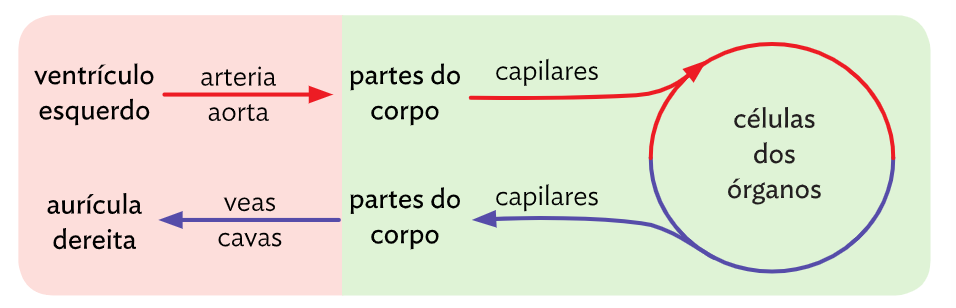 ventrículo
esquerdo
arteria
aorta
partes do
corpo
capilares
células
dos
órganos
aurícula
dereita
veas
cavas
partes do
corpo
capilares